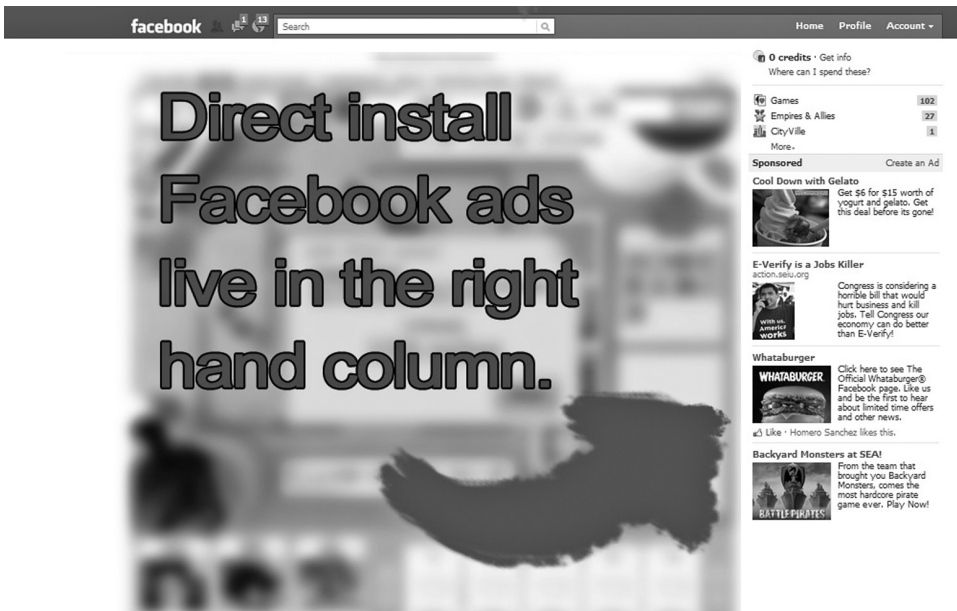 facebook
1
13
Search
Home Profile Account
0 credits · Get info
Where can I spend these?
Games 102
Empires & Allies 27
CityVille 1
More
Sponsored Create an Ad
Cool Down with Gelato
Get $6 for $15 worth of
yogurt and gelato. Get
this deal before its gone!
E-Verify is a Jobs Killer
action.seiu.org
With us,
America
works
Congress is considering a
horrible bill that would
hurt business and kill
jobs. Tell Congress our
economy can do better
than E-Verify!
Whataburger
WHATABURGER
Click here to see The
Official Whataburger®
Facebook page. Like us
and be the first to hear
about limited time offers
and other news.
Like · Homero Sanchez likes this.
Backyard Monsters at SEA!
BATTLE PIRATES
From the team that
brought you Backyard
Monsters, comes the
most hardcore pirate
game ever. Play Now!
Direct install
Facebook ads
live in the right
hand column.